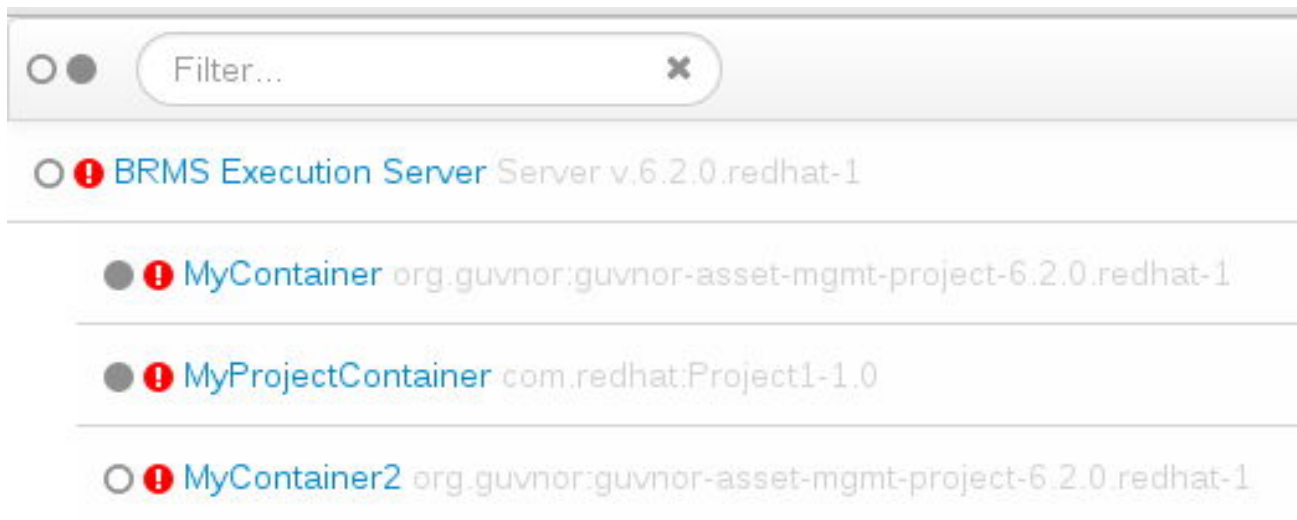 Filter...
BRMS Execution Server Server v.6.2.0.redhat-1
MyContainer org.guvnor:guvnor-asset-mgmt-project-6.2.0.redhat-1
MyProjectContainer com.redhat:Project1-1.0
MyContainer2 org.guvnor:guvnor-asset-mgmt-project-6.2.0.redhat-1